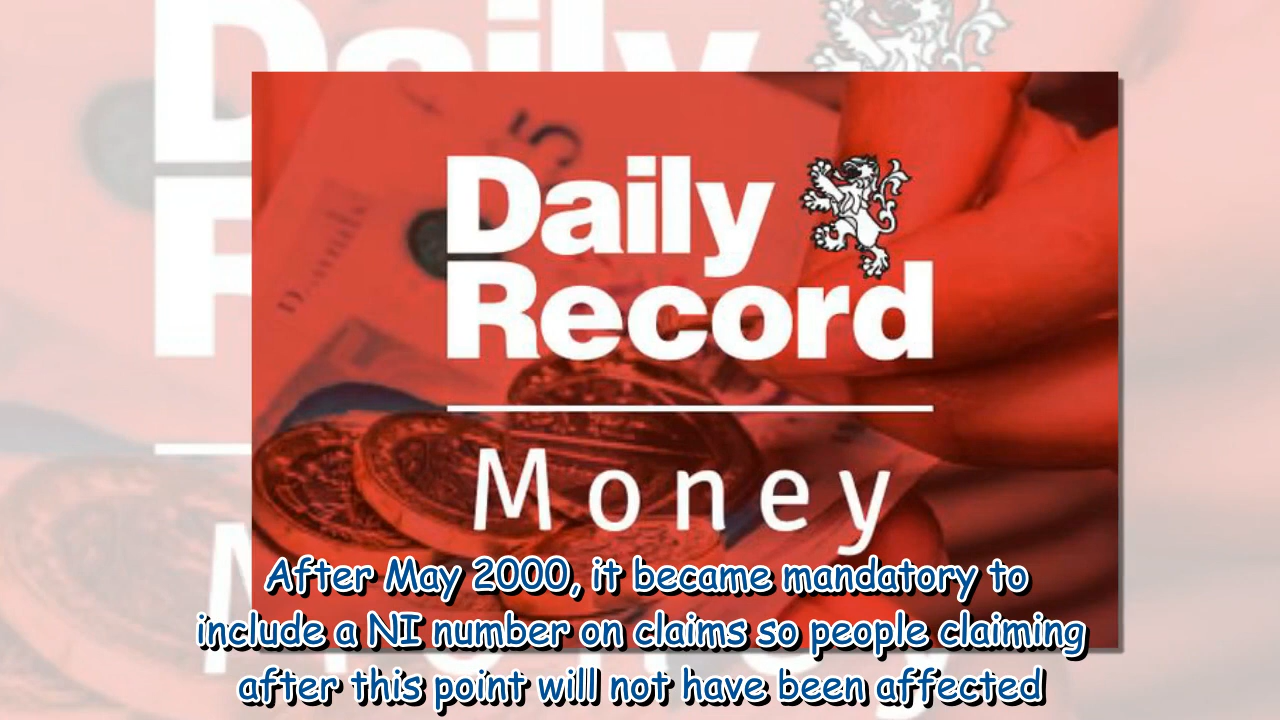 Daily
Record
Money
After May 2000, it became mandatory to
include a NI number on claims so people claiming
after this point will not have been affected